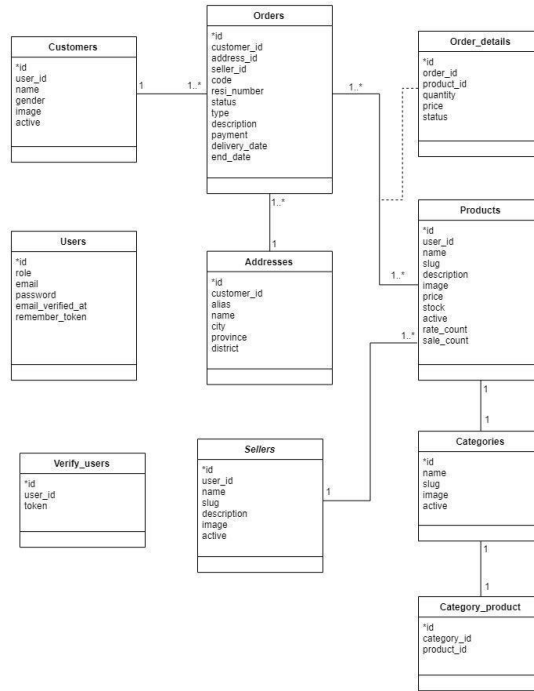 Orders
*id
customer_id
address_id
seller_id
code
resi_number
status
type
description
payment
delivery_date
end_date
Customers
*id
user_id
name
gender
image
active
1
1..*
1..*
Order_details
*id
order_id
product_id
quantity
price
status
1..*
1
Users
*id
role
email
password
email_verified_at
remember_token
Addresses
*id
customer_id
alias
name
city
province
district
1..*
Products
*id
user_id
name
slug
description
image
price
stock
active
rate_count
sale_count
1..*
1
1
Verify_users
*id
user_id
token
Sellers
*id
user_id
name
slug
description
image
active
1
Categories
*id
name
slug
image
active
1
1
Category_product
*id
category_id
product_id